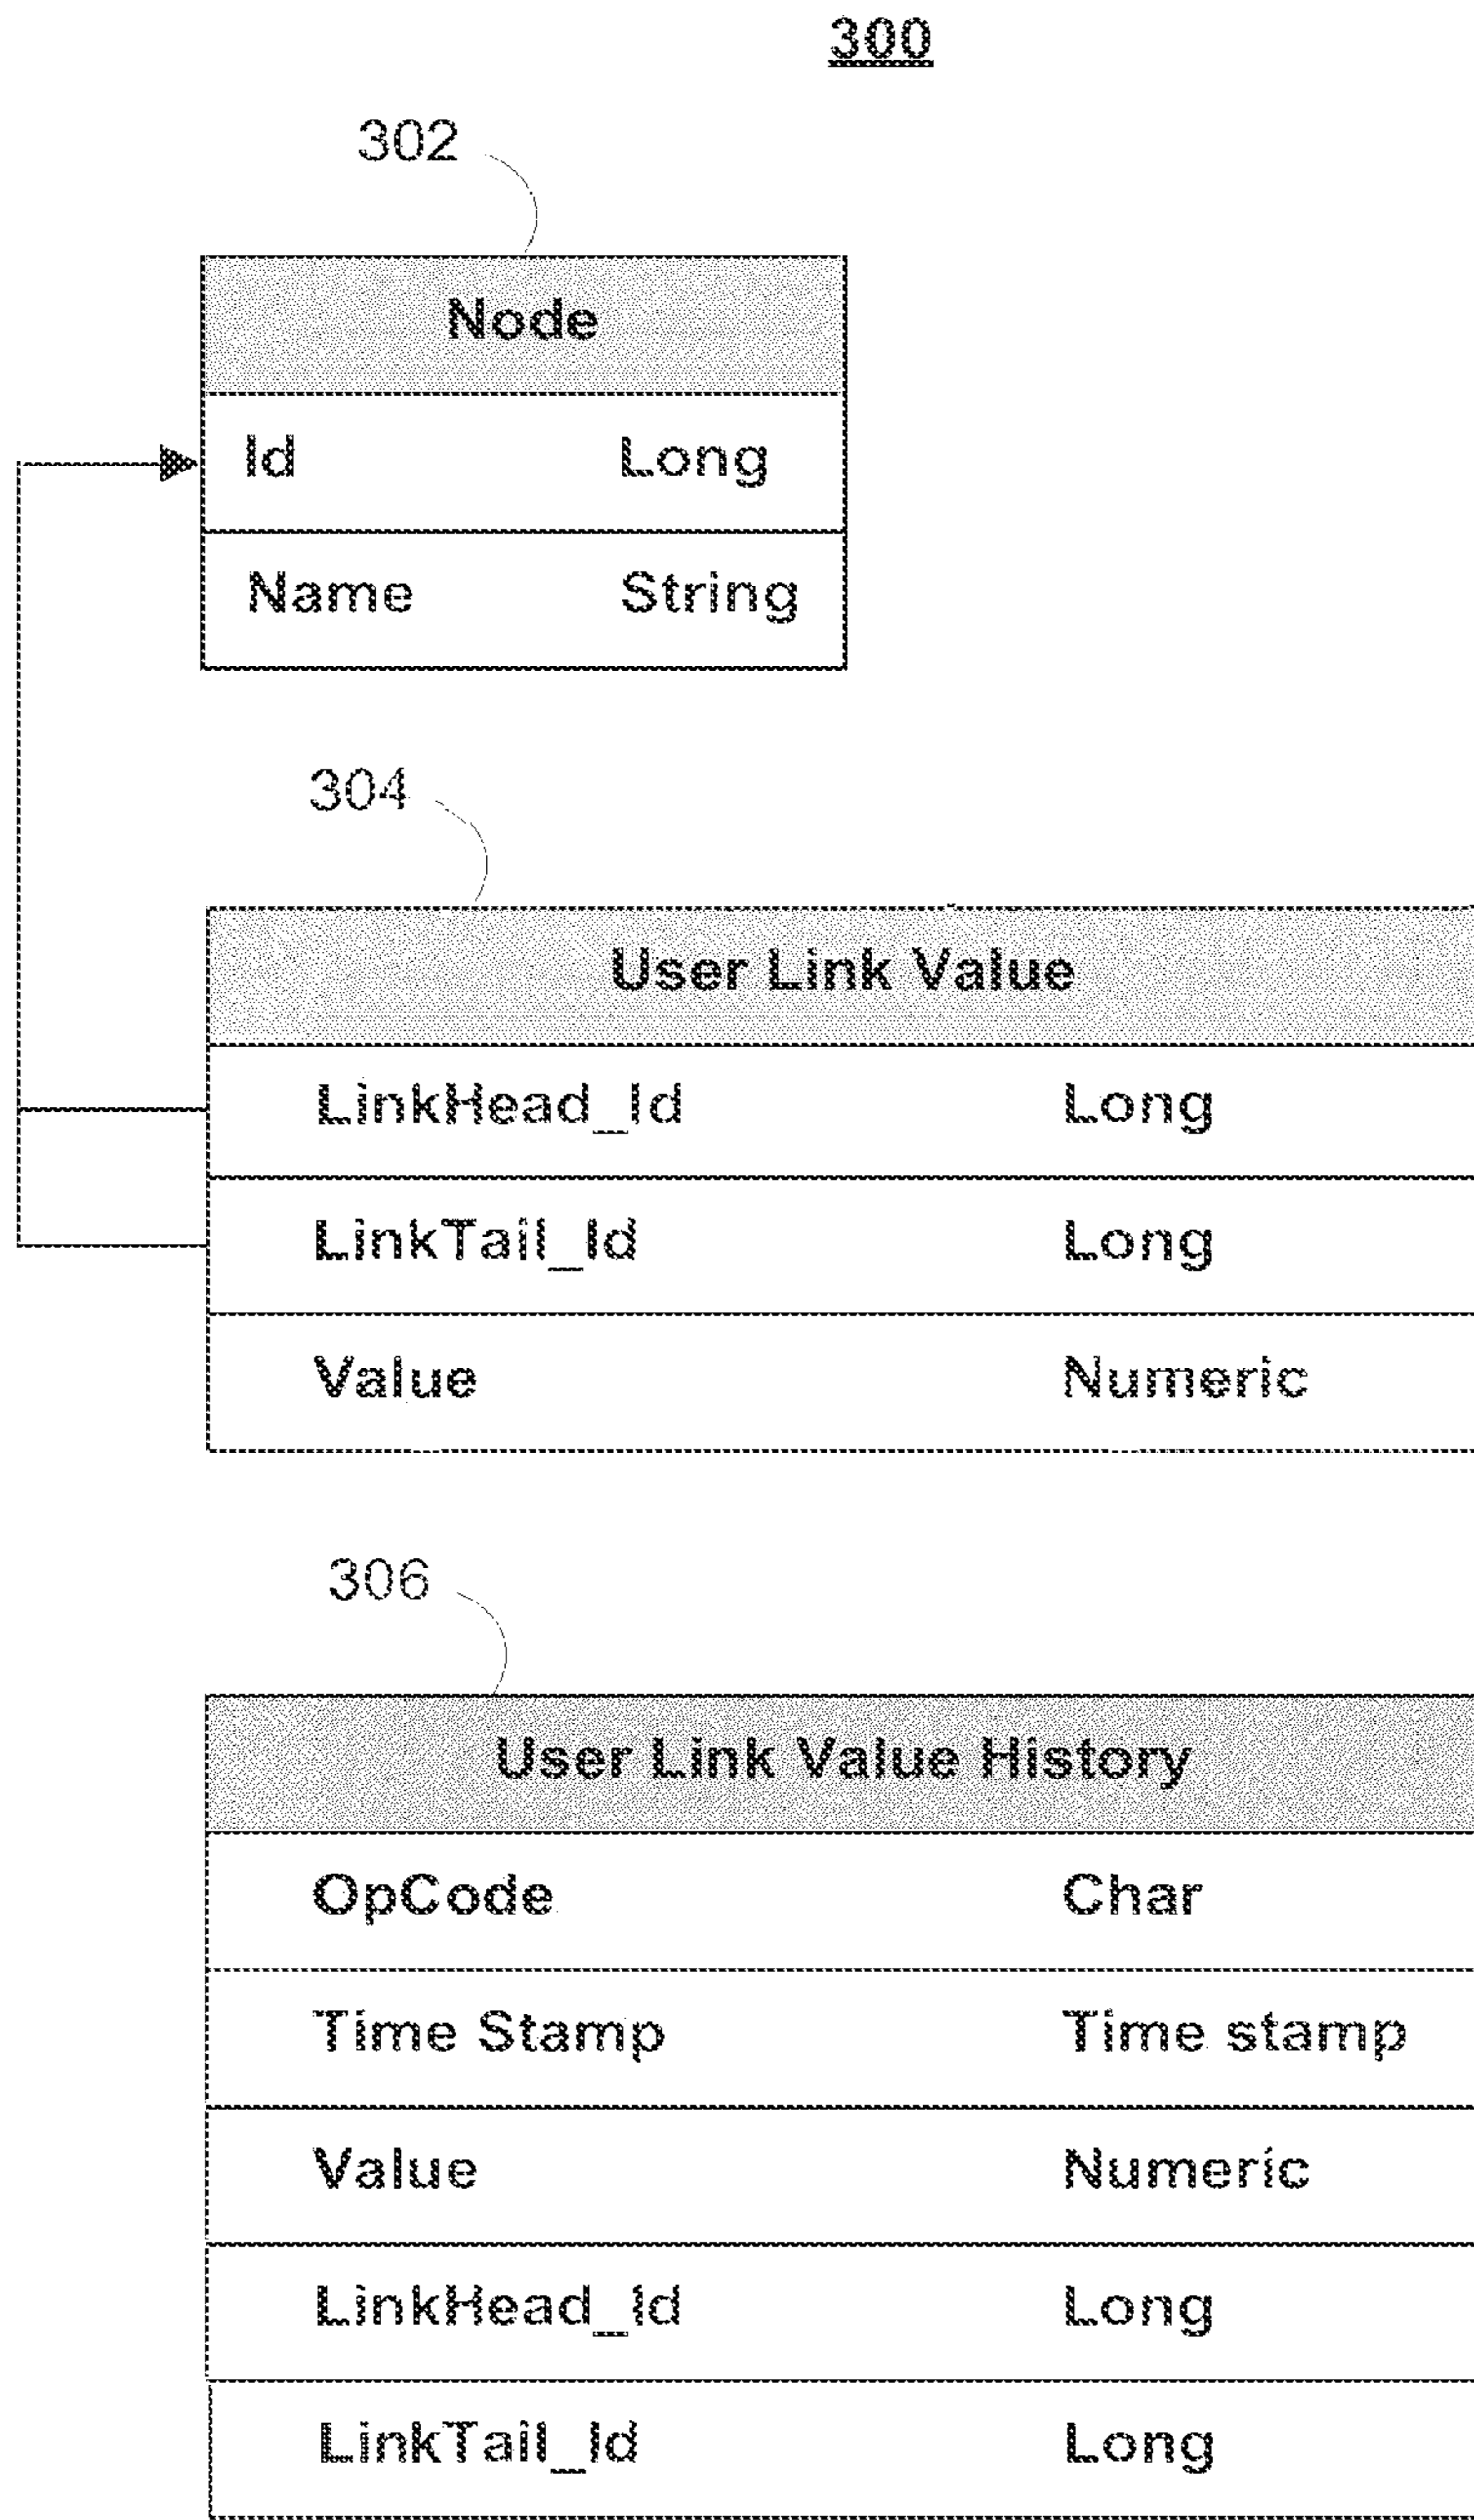 300
302
Node
Id Long
Name String
304
User Link Value
LinkHead_Id Long
LinkTail_Id Long
Value Numeric
306
User Link Value History
OpCode Char
Time Stamp Time stamp
Value Numeric
LinkHead_Id Long
LinkTail_Id Long